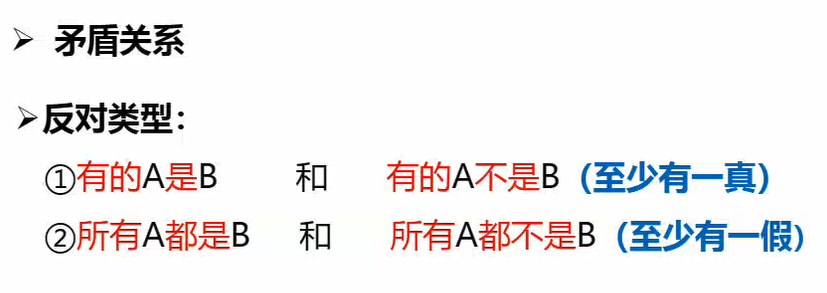 ➢ 矛盾关系
➢反对类型：
①有的A是B 和 有的A不是B（至少有一真）
②所有A都是B 和 所有A都不是B（至少有一假）